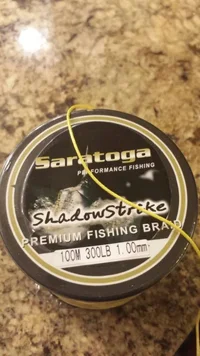 Saratoga
PERFORMANCE FISHING
ShadowStrike
PREMIUM FISHING BRAID
100M 300LB 1.00mm